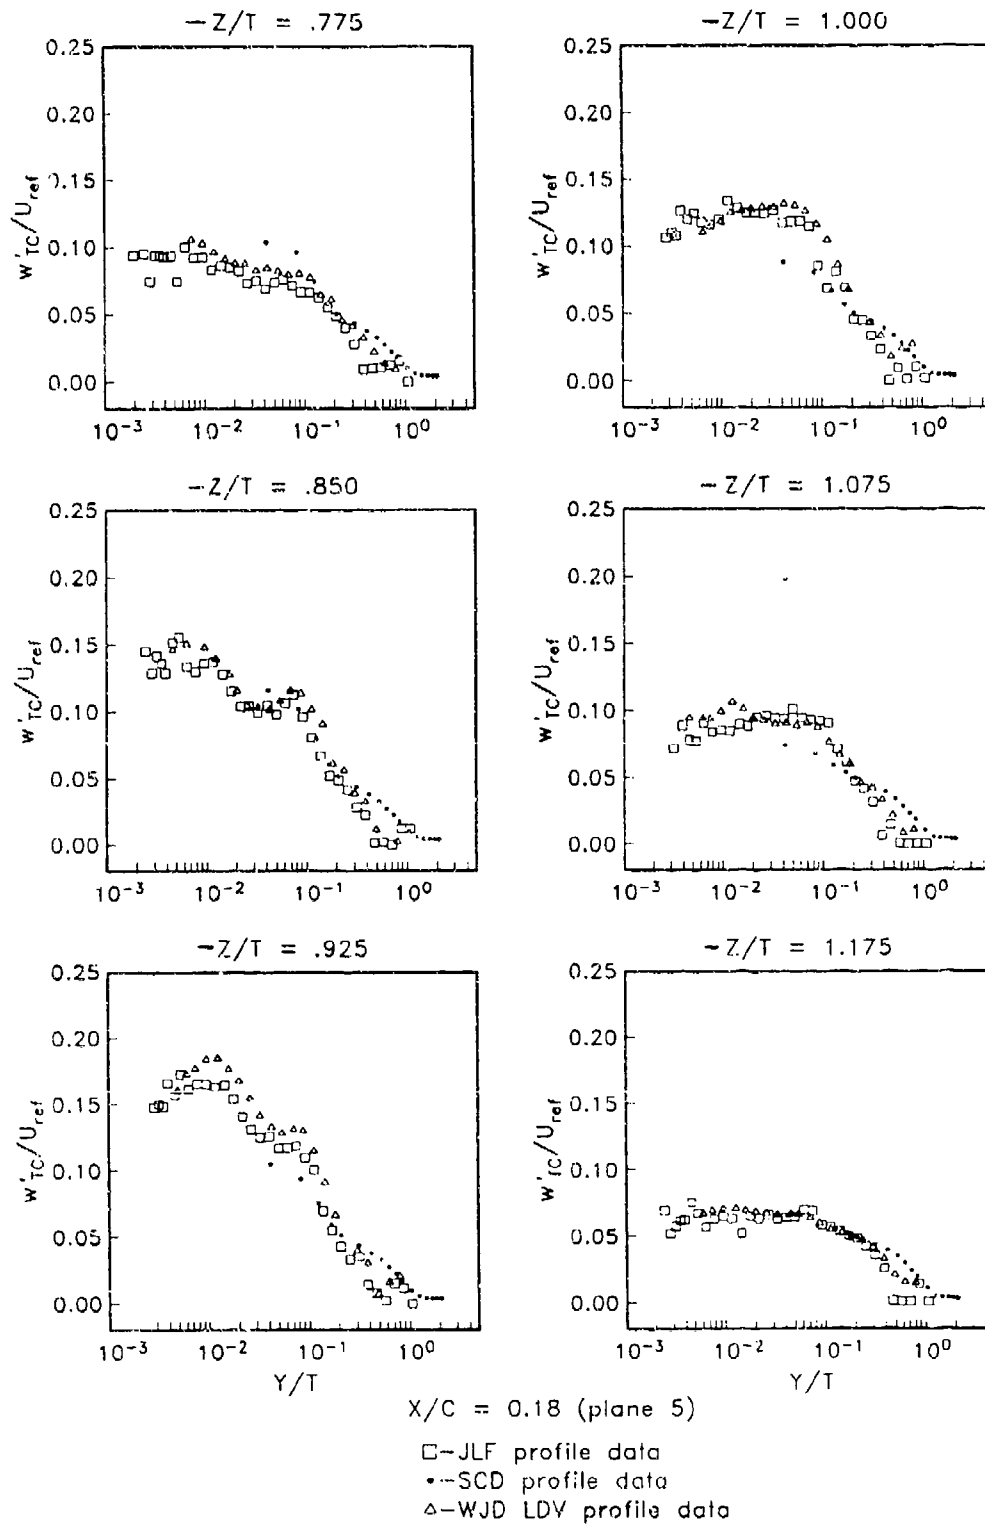 -Z/T = .775
0.25
0.20
0.15
0.10
0.05
0.00
w'TC/Uref
10-3 10-2 10-1 100
-Z/T = 1.000
0.25
0.20
0.15
0.10
0.05
0.00
w'TC/Uref
10-3 10-2 10-1 100
-Z/T = .850
0.25
0.20
0.15
0.10
0.05
0.00
w'TC/Uref
10-3 10-2 10-1 100
-Z/T = 1.075
0.25
0.20
0.15
0.10
0.05
0.00
w'TC/Uref
10-3 10-2 10-1 100
-Z/T = .925
0.25
0.20
0.15
0.10
0.05
0.00
w'TC/Uref
10-3 10-2 10-1 100
Y/T
-Z/T = 1.175
0.25
0.20
0.15
0.10
0.05
0.00
w'TC/Uref
10-3 10-2 10-1 100
Y/T
X/C = 0.18 (plane 5)
□-JLF profile data
•-SCD profile data
△-WJD LDV profile data